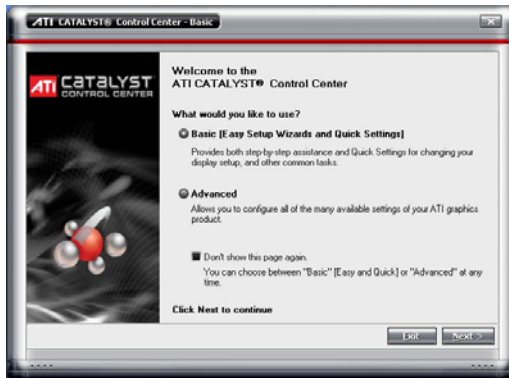 ATI CATALYST® Control Center - Basic
ATI CATALYST
CONTROL CENTER
Welcome to the
ATI CATALYST® Control Center
What would you like to use?
Basic [Easy Setup Wizards and Quick Settings]
Provides both step-by-step assistance and Quick Settings for changing your
display setup, and other common tasks.
Advanced
Allows you to configure all of the many available settings of your ATI graphics
product.
Don't show this page again.
You can choose between "Basic" [Easy and Quick] or "Advanced" at any
time.
Click Next to continue
Exit
Next >